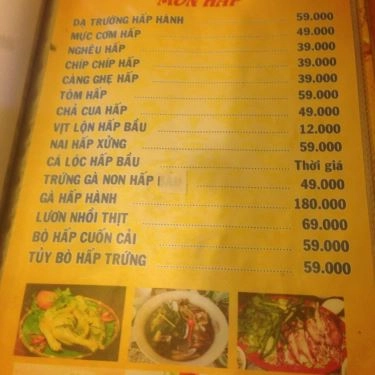 MÓN HẤP
DẠ TRƯỜNG HẤP HÀNH 59.000
MỰC CƠM HẤP 49.000
NGHÊU HẤP 39.000
CHÍP CHÍP HẤP 39.000
CÀNG GHẸ HẤP 39.000
TÔM HẤP 59.000
CHẢ CUA HẤP 49.000
VỊT LỘN HẤP BẦU 12.000
NAI HẤP XỬNG 59.000
CÁ LÓC HẤP BẦU Thời giá
TRỨNG GÀ NON HẤP BẦU 49.000
GÀ HẤP HÀNH 180.000
LƯƠN NHỒI THỊT 69.000
BÒ HẤP CUỐN CẢI 59.000
TỦY BÒ HẤP TRỨNG 59.000